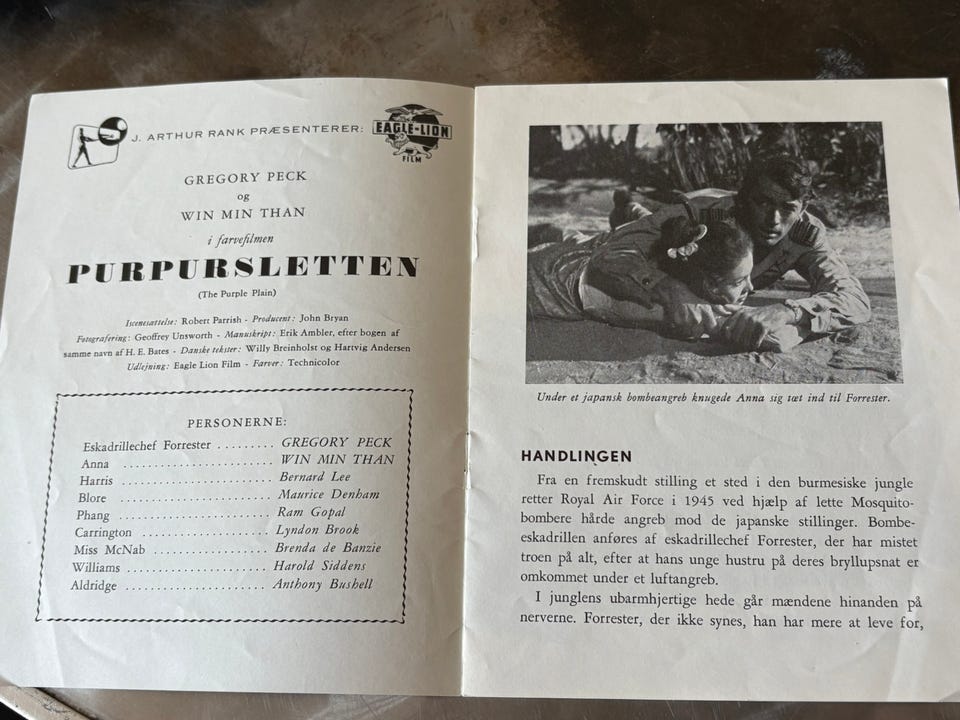 J. ARTHUR RANK PRÆSENTERER:
EAGLE-LION
FILM
GREGORY PECK
og
WIN MIN THAN
i farvefilmen
PURPURSLETTEN
(The Purple Plain)
Iscenesættelse: Robert Parrish - Producent: John Bryan
Fotografering: Geoffrey Unsworth - Manuskript: Erik Ambler, efter bogen af
samme navn af H. E. Bates - Danske tekster: Willy Breinholst og Hartvig Andersen
Udlejning: Eagle Lion Film - Farver: Technicolor
PERSONERNE:
Eskadrillechef Forrester ......... GREGORY PECK
Anna ........................ WIN MIN THAN
Harris ........................ Bernard Lee
Blore ........................ Maurice Denham
Phang ........................ Ram Gopal
Carrington .................... Lyndon Brook
Miss McNab ................... Brenda de Banzie
Williams ....................... Harold Siddens
Aldridge ....................... Anthony Bushell
Under et japansk bombeangreb knugede Anna sig tæt ind til Forrester.
HANDLINGEN
Fra en fremskudt stilling et sted i den burmesiske jungle
retter Royal Air Force i 1945 ved hjælp af lette Mosquito-
bombere hårde angreb mod de japanske stillinger. Bombe-
eskadrillen anføres af eskadrillechef Forrester, der har mistet
troen på alt, efter at hans unge hustru på deres bryllupsnat er
omkommet under et luftangreb.
I junglens ubarmhjertige hede går mændene hinanden på
nerverne. Forrester, der ikke synes, han har mere at leve for,